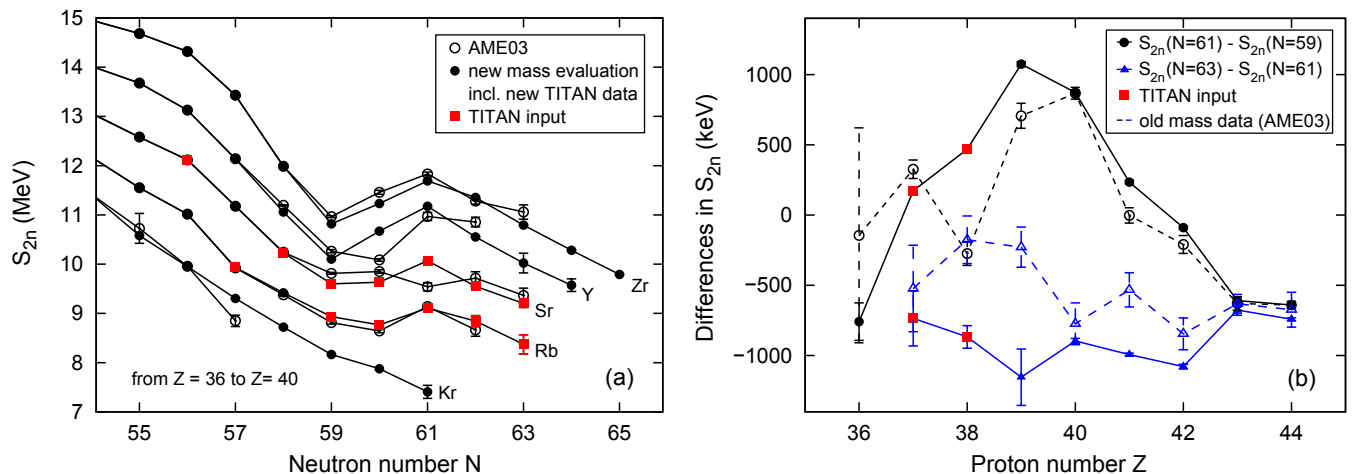 15
14
13
12
11
10
9
8
7
S2n (MeV)
AME03
new mass evaluation
incl. new TITAN data
TITAN input
Zr
Y
Sr
Rb
Kr
from Z = 36 to Z= 40
(a)
55 57 59 61 63 65
Neutron number N
1000
500
0
−500
−1000
Differences in S2n (keV)
S2n(N=61) - S2n(N=59)
S2n(N=63) - S2n(N=61)
TITAN input
old mass data (AME03)
(b)
36 38 40 42 44
Proton number Z